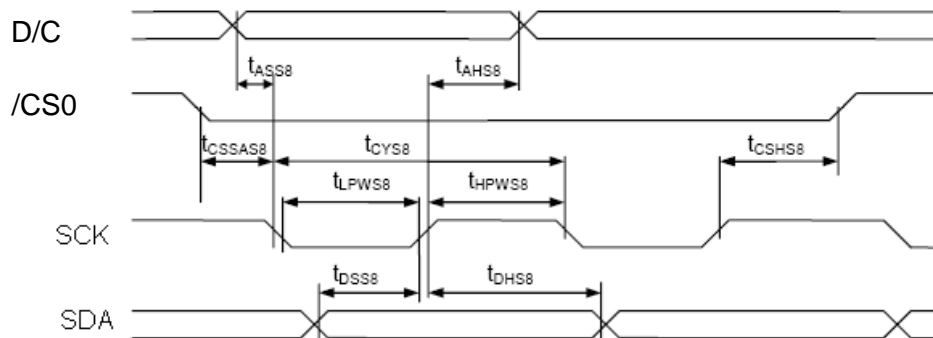 D/C
tASS8 tAHS8
/CS0
tCSSAS8 tCYS8 tCSHS8
tLPWS8 tHPWS8
SCK
tDSS8 tDHS8
SDA